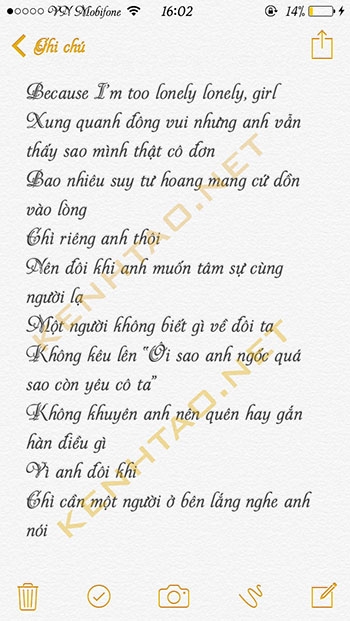 VN Mobifone 16:02 14%
Ghi chú
Because I'm too lonely lonely, girl
Xung quanh đông vui nhưng anh vẫn
thấy sao mình thật cô đơn
Bao nhiêu suy tư hoang mang cứ dồn
vào lòng
Chỉ riêng anh thôi
Nên đôi khi anh muốn tâm sự cùng
người lạ
Một người không biết gì về đôi ta
Không kêu lên "Ôi sao anh ngốc quá
sao còn yêu cô ta"
Không khuyên anh nên quên hay gắn
hàn điều gì
Vì anh đôi khi
Chỉ cần một người ở bên lắng nghe anh
nói
KENHTAO.NET
KENHTAO.NET